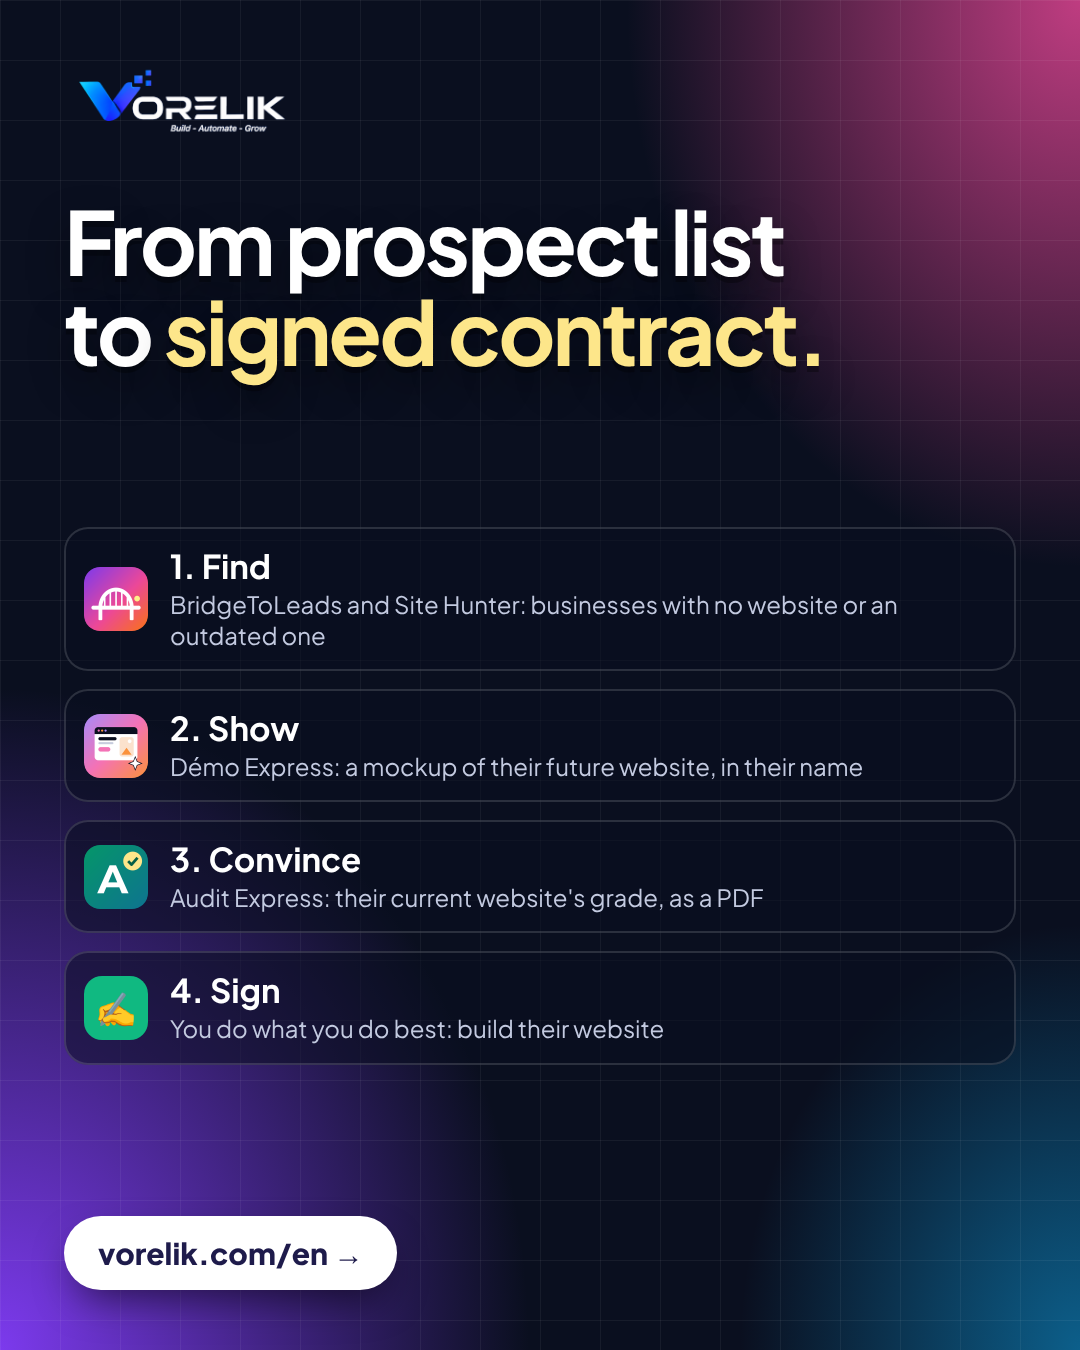 VORELIK
Build - Automate - Grow
From prospect list
to signed contract.
1. Find
BridgeToLeads and Site Hunter: businesses with no website or an
outdated one
2. Show
Démo Express: a mockup of their future website, in their name
A
3. Convince
Audit Express: their current website's grade, as a PDF
4. Sign
You do what you do best: build their website
vorelik.com/en →